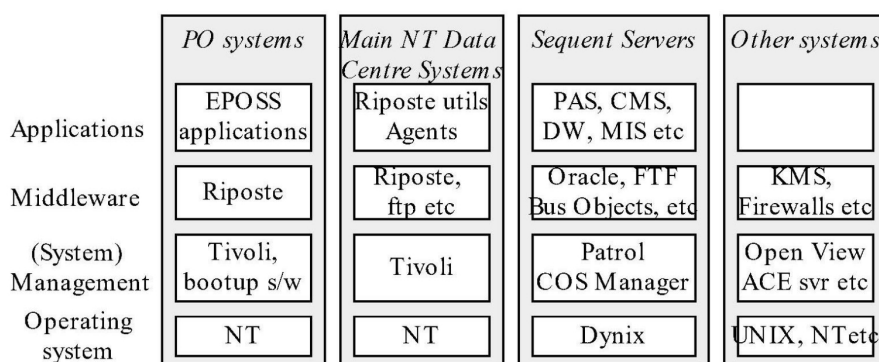 PO systems
Main NT Data
Centre Systems
Sequent Servers
Other systems
Applications
EPOSS
applications
Riposte utils
Agents
PAS, CMS,
DW, MIS etc
Middleware
Riposte
Riposte,
ftp etc
Oracle, FTF
Bus Objects, etc
KMS,
Firewalls etc
(System)
Management
Tivoli,
bootup s/w
Tivoli
Patrol
COS Manager
Open View
ACE svr etc
Operating
system
NT
NT
Dynix
UNIX, NT etc